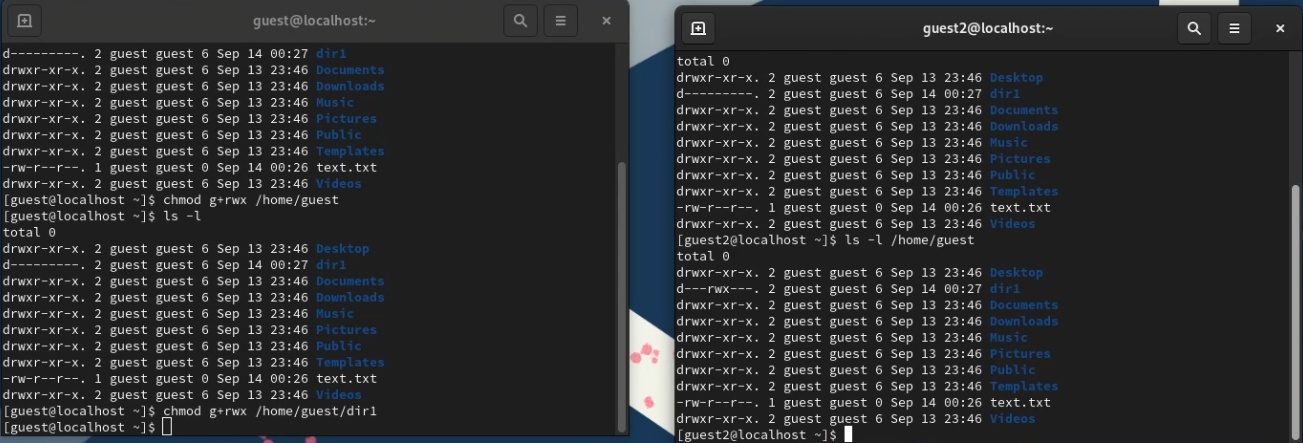 guest@localhost:~
d---------. 2 guest guest 6 Sep 14 00:27 dir1
drwxr-xr-x. 2 guest guest 6 Sep 13 23:46 Documents
drwxr-xr-x. 2 guest guest 6 Sep 13 23:46 Downloads
drwxr-xr-x. 2 guest guest 6 Sep 13 23:46 Music
drwxr-xr-x. 2 guest guest 6 Sep 13 23:46 Pictures
drwxr-xr-x. 2 guest guest 6 Sep 13 23:46 Public
drwxr-xr-x. 2 guest guest 6 Sep 13 23:46 Templates
-rw-r--r--. 1 guest guest 0 Sep 14 00:26 text.txt
drwxr-xr-x. 2 guest guest 6 Sep 13 23:46 Videos
[guest@localhost ~]$ chmod g+rwx /home/guest
[guest@localhost ~]$ ls -l
total 0
drwxr-xr-x. 2 guest guest 6 Sep 13 23:46 Desktop
d---------. 2 guest guest 6 Sep 14 00:27 dir1
drwxr-xr-x. 2 guest guest 6 Sep 13 23:46 Documents
drwxr-xr-x. 2 guest guest 6 Sep 13 23:46 Downloads
drwxr-xr-x. 2 guest guest 6 Sep 13 23:46 Music
drwxr-xr-x. 2 guest guest 6 Sep 13 23:46 Pictures
drwxr-xr-x. 2 guest guest 6 Sep 13 23:46 Public
drwxr-xr-x. 2 guest guest 6 Sep 13 23:46 Templates
-rw-r--r--. 1 guest guest 0 Sep 14 00:26 text.txt
drwxr-xr-x. 2 guest guest 6 Sep 13 23:46 Videos
[guest@localhost ~]$ chmod g+rwx /home/guest/dir1
[guest@localhost ~]$
guest2@localhost:~
total 0
drwxr-xr-x. 2 guest guest 6 Sep 13 23:46 Desktop
d---------. 2 guest guest 6 Sep 14 00:27 dir1
drwxr-xr-x. 2 guest guest 6 Sep 13 23:46 Documents
drwxr-xr-x. 2 guest guest 6 Sep 13 23:46 Downloads
drwxr-xr-x. 2 guest guest 6 Sep 13 23:46 Music
drwxr-xr-x. 2 guest guest 6 Sep 13 23:46 Pictures
drwxr-xr-x. 2 guest guest 6 Sep 13 23:46 Public
drwxr-xr-x. 2 guest guest 6 Sep 13 23:46 Templates
-rw-r--r--. 1 guest guest 0 Sep 14 00:26 text.txt
drwxr-xr-x. 2 guest guest 6 Sep 13 23:46 Videos
[guest2@localhost ~]$ ls -l /home/guest
total 0
drwxr-xr-x. 2 guest guest 6 Sep 13 23:46 Desktop
d---rwx---. 2 guest guest 6 Sep 14 00:27 dir1
drwxr-xr-x. 2 guest guest 6 Sep 13 23:46 Documents
drwxr-xr-x. 2 guest guest 6 Sep 13 23:46 Downloads
drwxr-xr-x. 2 guest guest 6 Sep 13 23:46 Music
drwxr-xr-x. 2 guest guest 6 Sep 13 23:46 Pictures
drwxr-xr-x. 2 guest guest 6 Sep 13 23:46 Public
drwxr-xr-x. 2 guest guest 6 Sep 13 23:46 Templates
-rw-r--r--. 1 guest guest 0 Sep 14 00:26 text.txt
drwxr-xr-x. 2 guest guest 6 Sep 13 23:46 Videos
[guest2@localhost ~]$